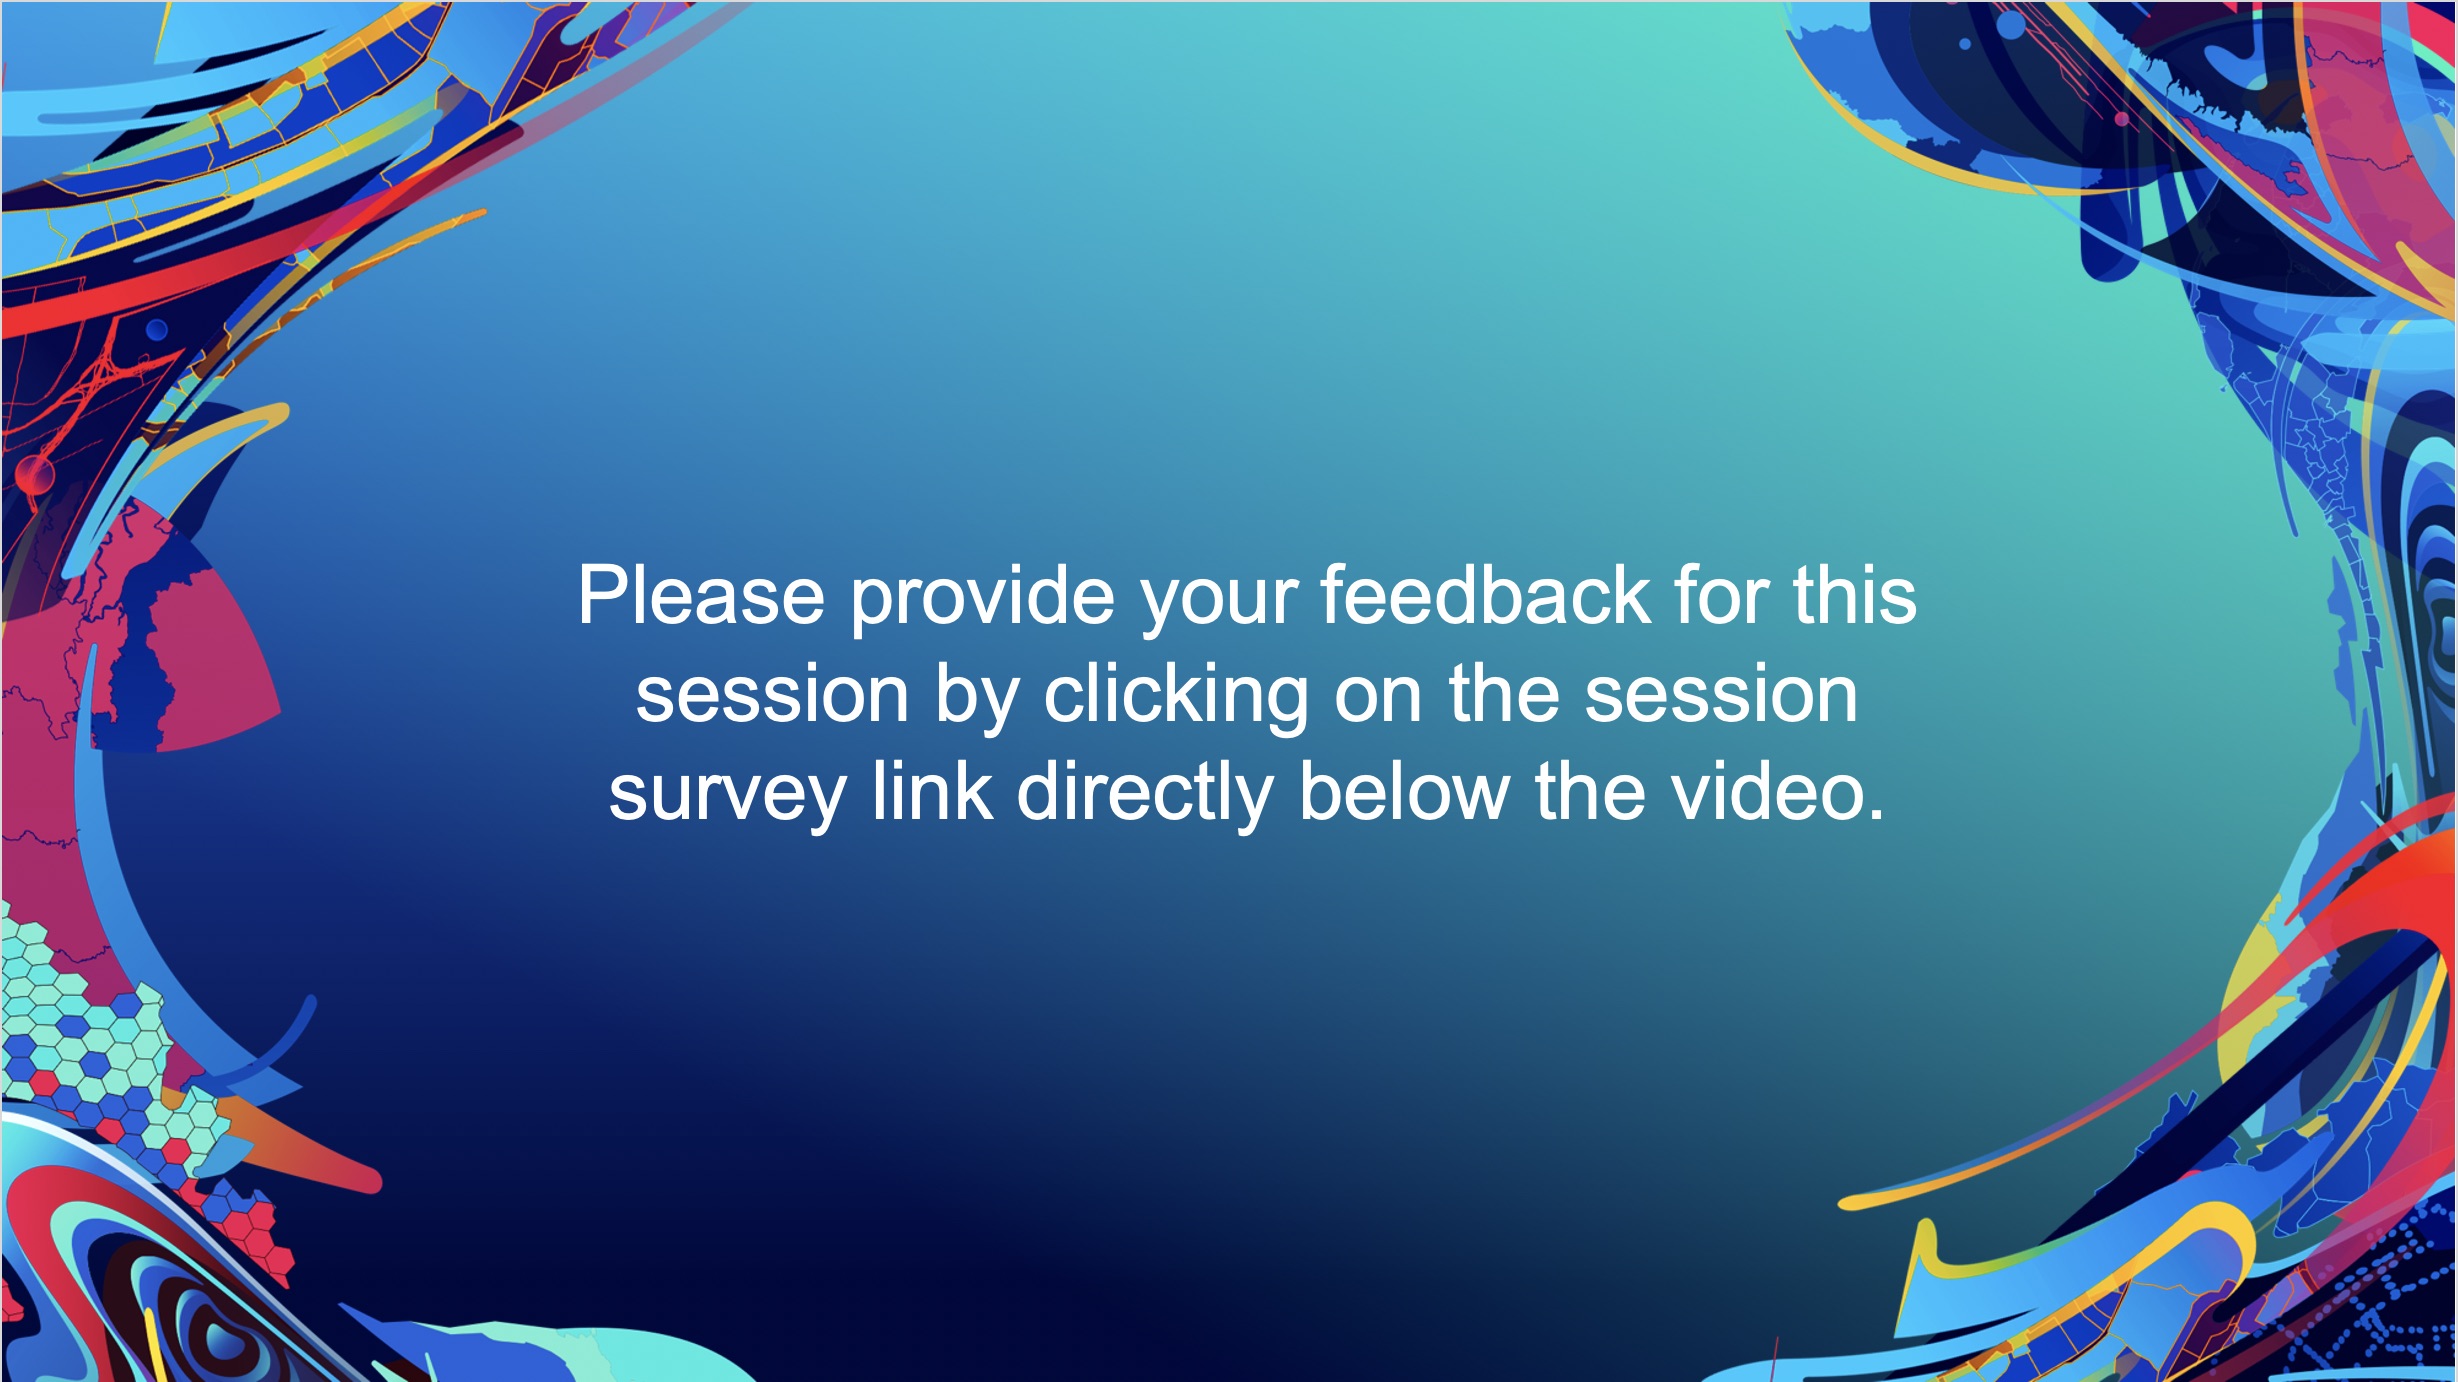 Please provide your feedback for this
session by clicking on the session
survey link directly below the video.